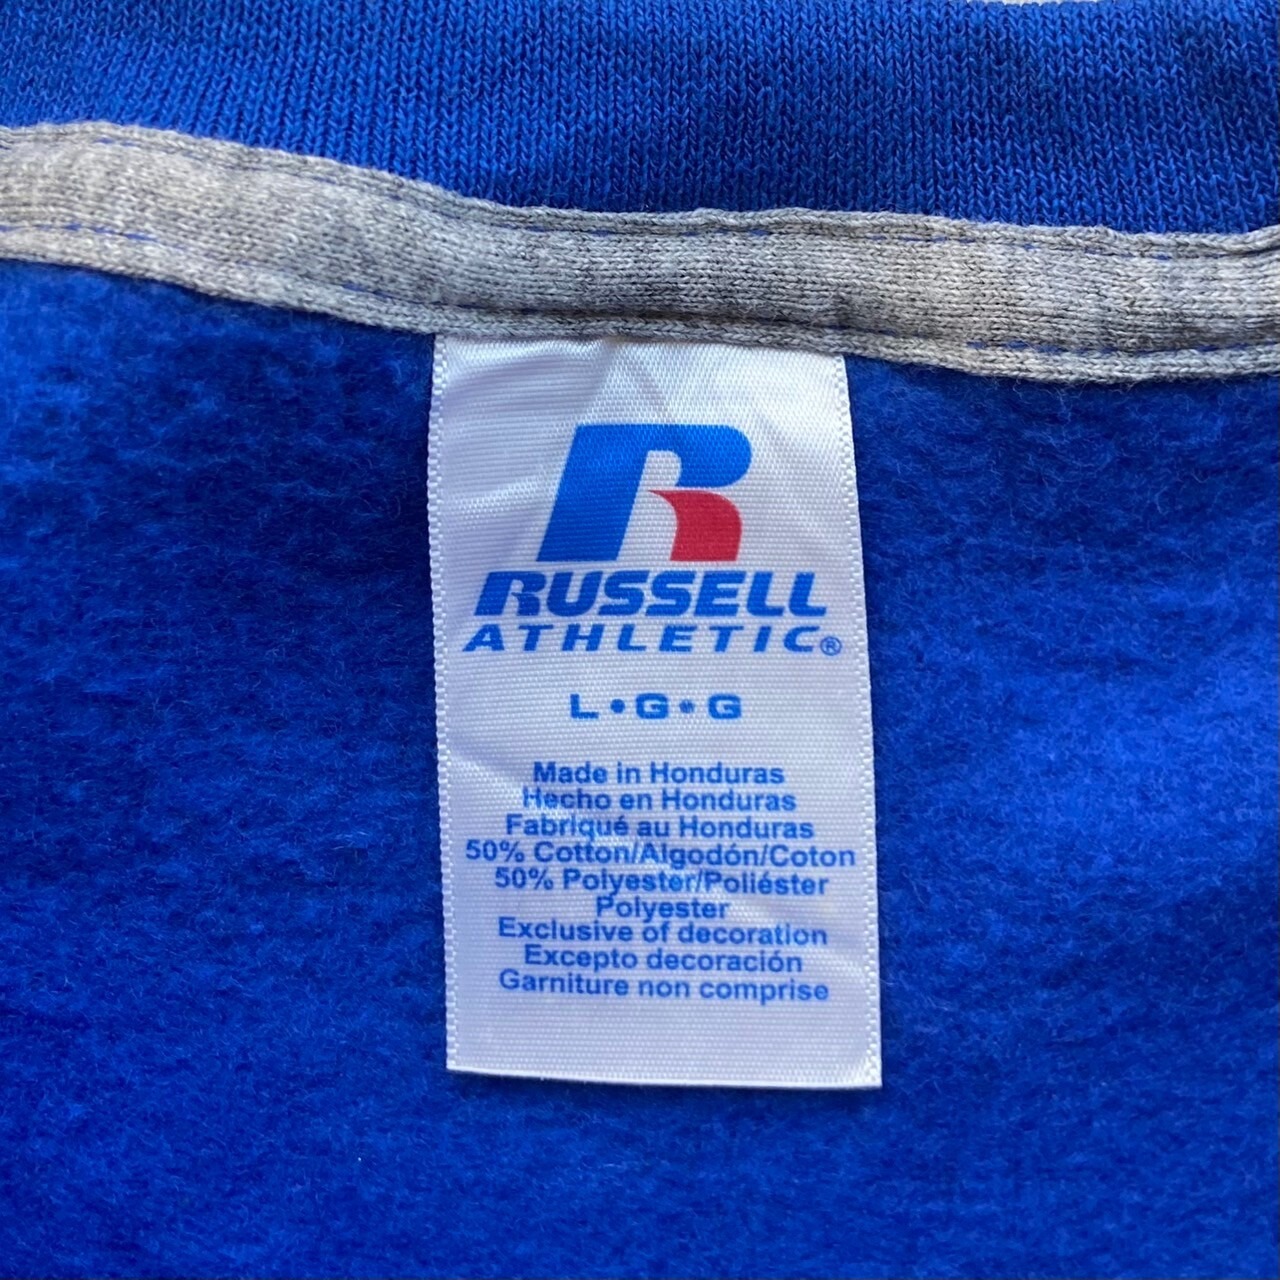 R
RUSSELL
ATHLETIC®
L•G•G
Made in Honduras
Hecho en Honduras
Fabriqué au Honduras
50% Cotton/Algodón/Coton
50% Polyester/Poliéster
Polyester
Exclusive of decoration
Excepto decoración
Garniture non comprise